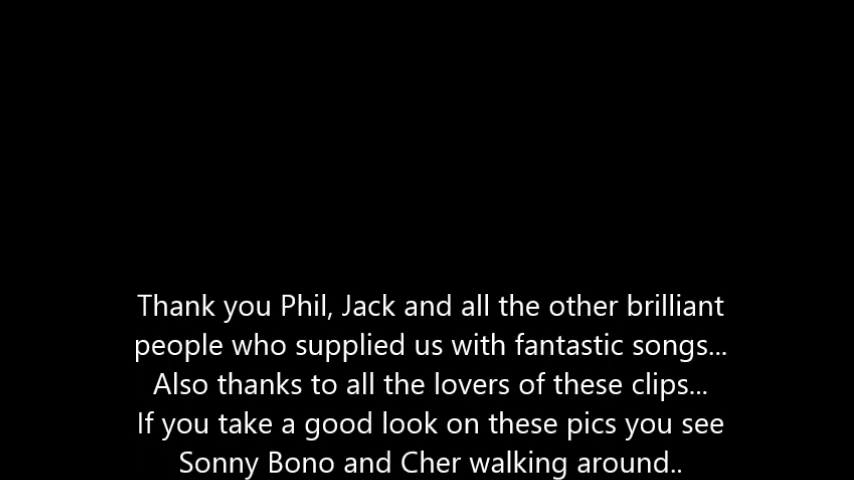 Thank you Phil, Jack and all the other brilliant
people who supplied us with fantastic songs...
Also thanks to all the lovers of these clips...
If you take a good look on these pics you see
Sonny Bono and Cher walking around..